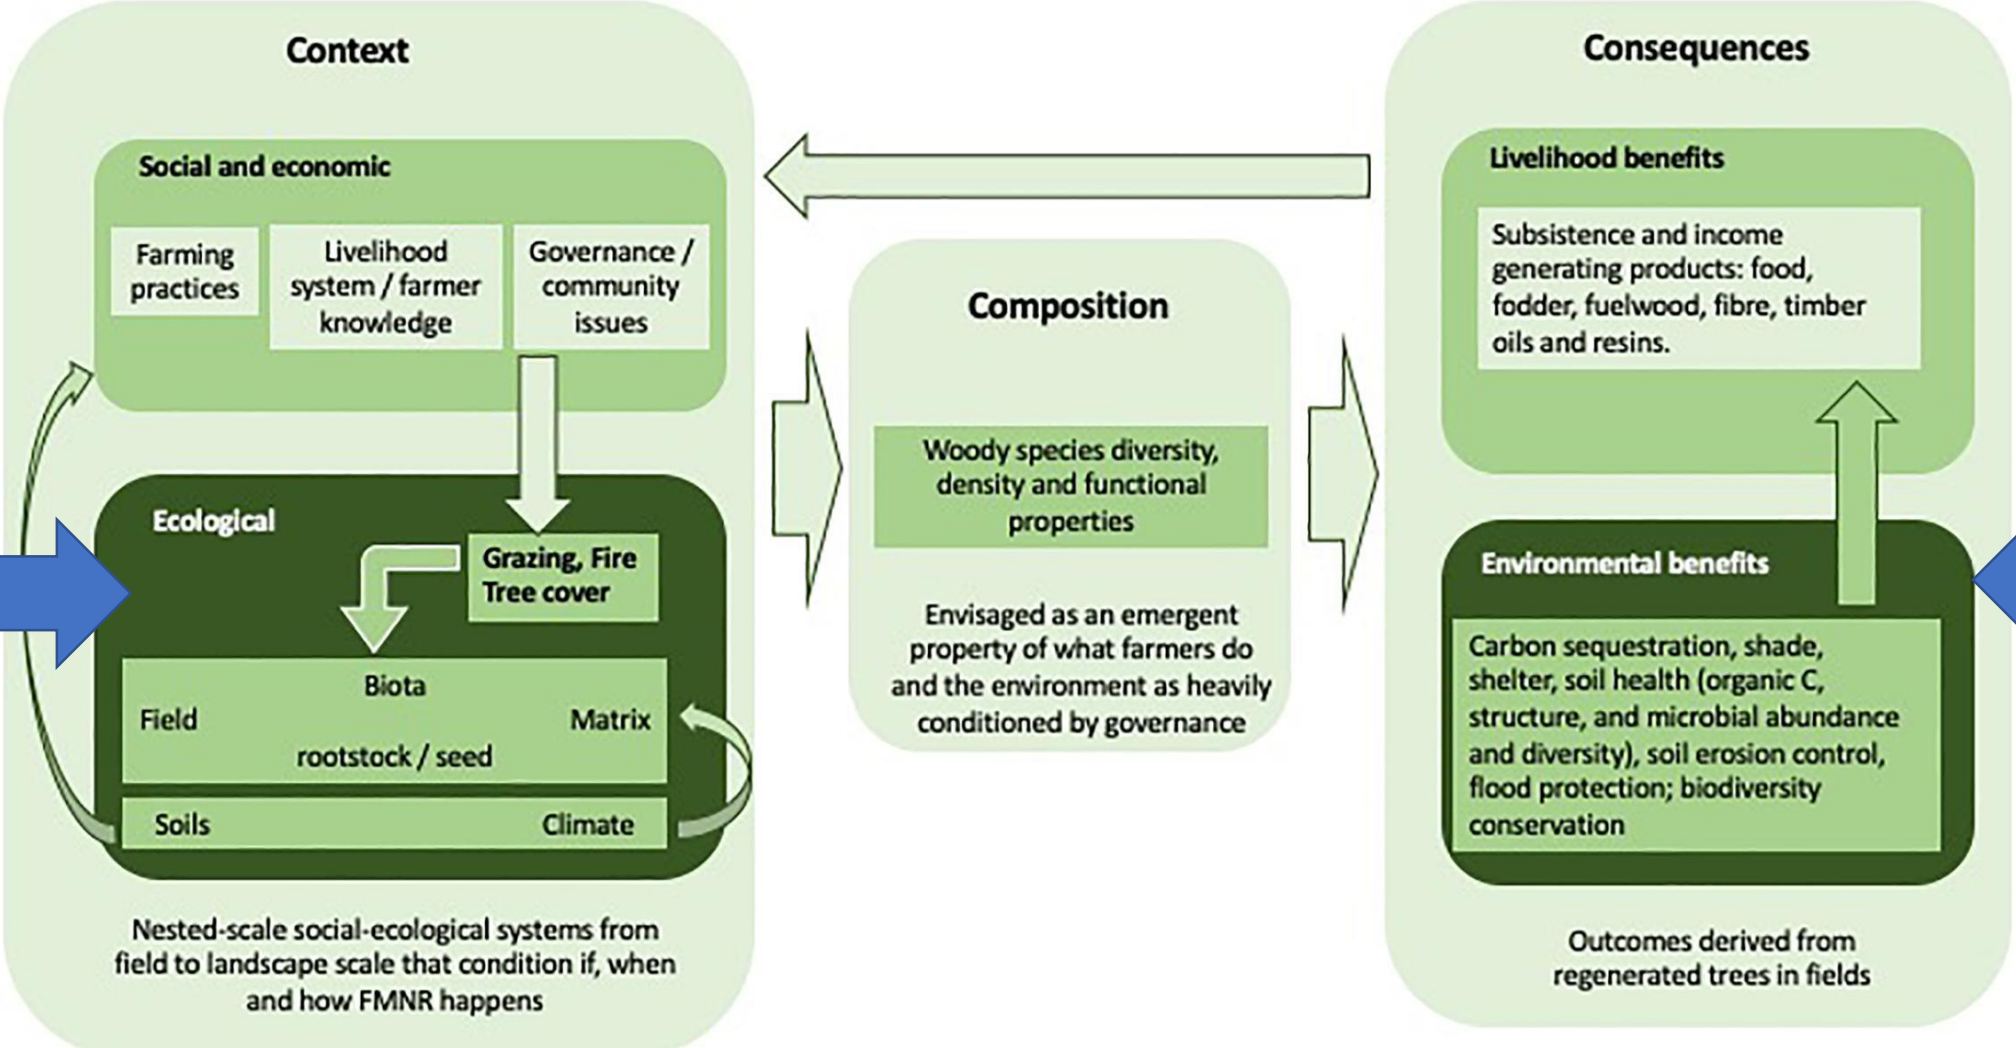 Context
Social and economic
Farming
practices
Livelihood
system / farmer
knowledge
Governance /
community
issues
Ecological
Grazing, Fire
Tree cover
Biota
Field
Matrix
rootstock / seed
Soils
Climate
Nested-scale social-ecological systems from
field to landscape scale that condition if, when
and how FMNR happens
Composition
Woody species diversity,
density and functional
properties
Envisaged as an emergent
property of what farmers do
and the environment as heavily
conditioned by governance
Consequences
Livelihood benefits
Subsistence and income
generating products: food,
fodder, fuelwood, fibre, timber
oils and resins.
Environmental benefits
Carbon sequestration, shade,
shelter, soil health (organic C,
structure, and microbial abundance
and diversity), soil erosion control,
flood protection; biodiversity
conservation
Outcomes derived from
regenerated trees in fields